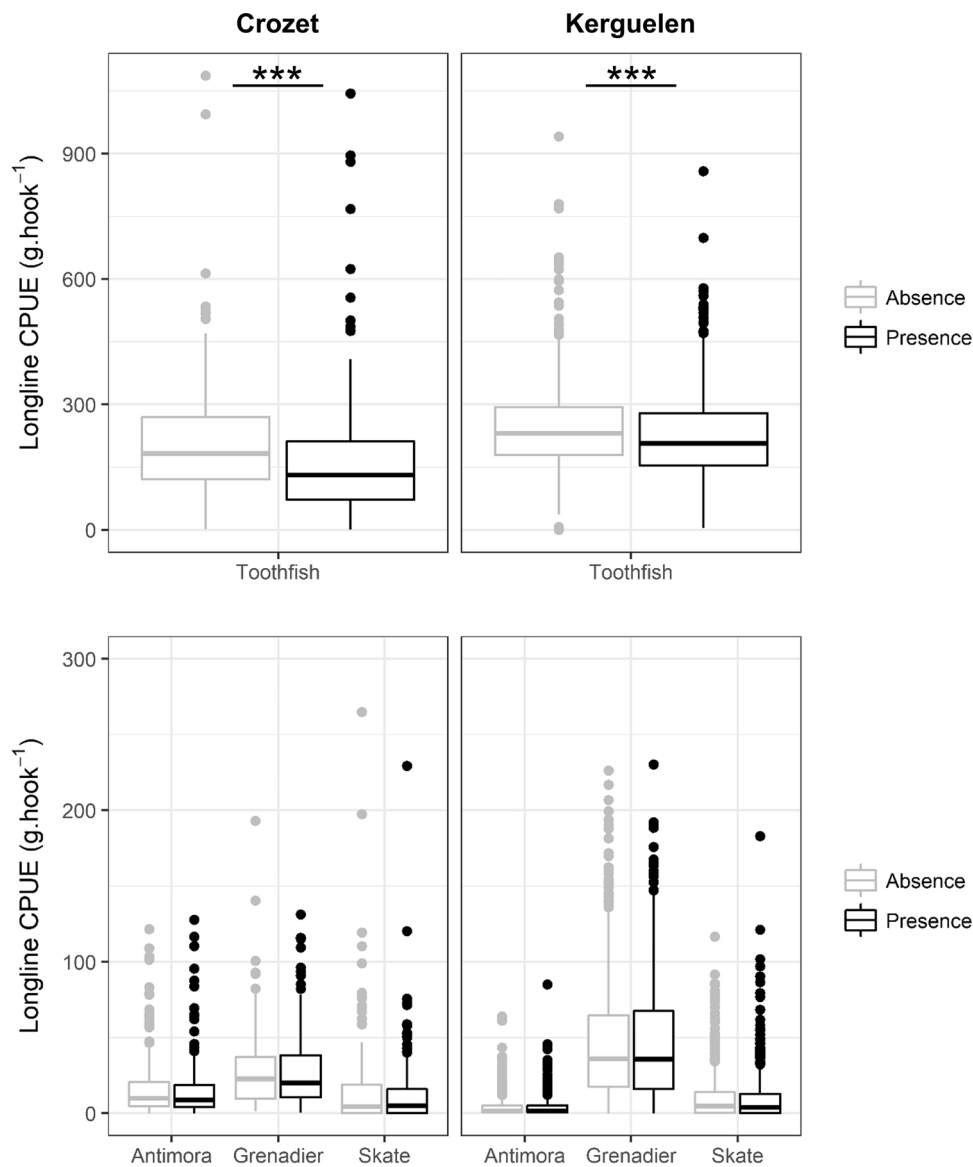 Crozet Kerguelen
*** ***
Longline CPUE (g.hook⁻¹)
900
600
300
0
Toothfish Toothfish
Absence
Presence
Longline CPUE (g.hook⁻¹)
300
200
100
0
Antimora Grenadier Skate Antimora Grenadier Skate
Absence
Presence